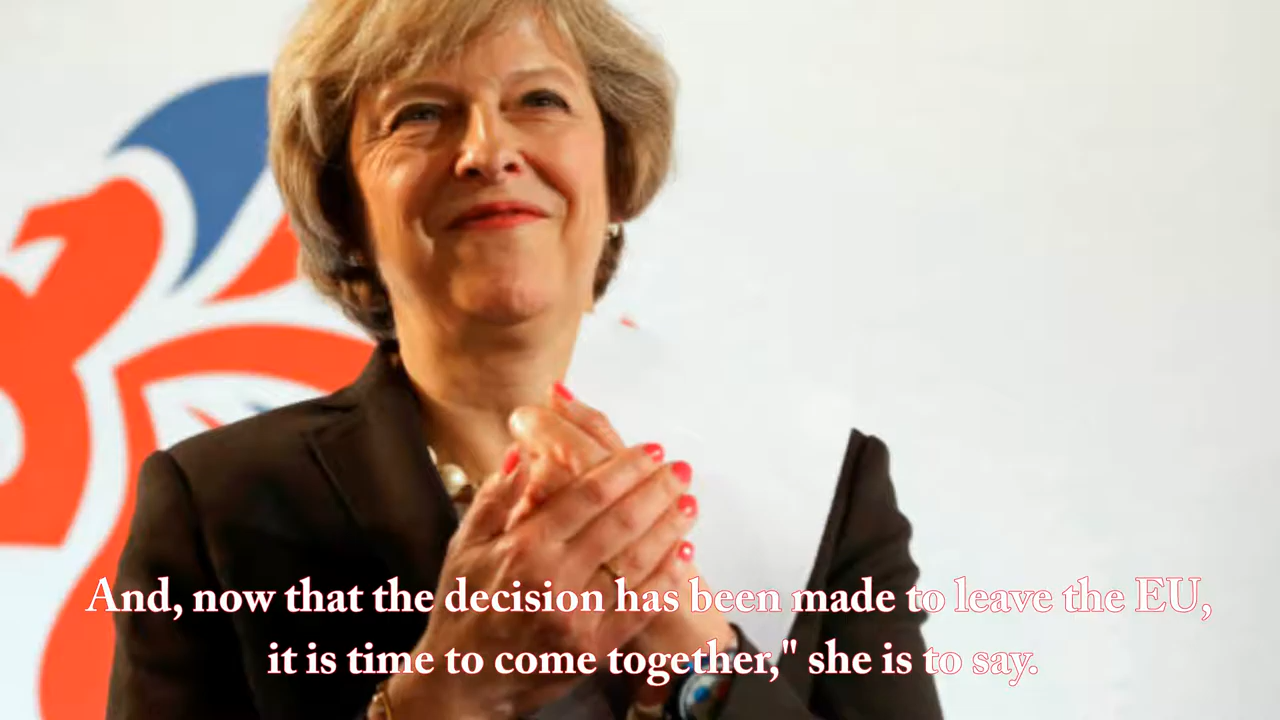 And, now that the decision has been made to leave the EU,
it is time to come together," she is to say.